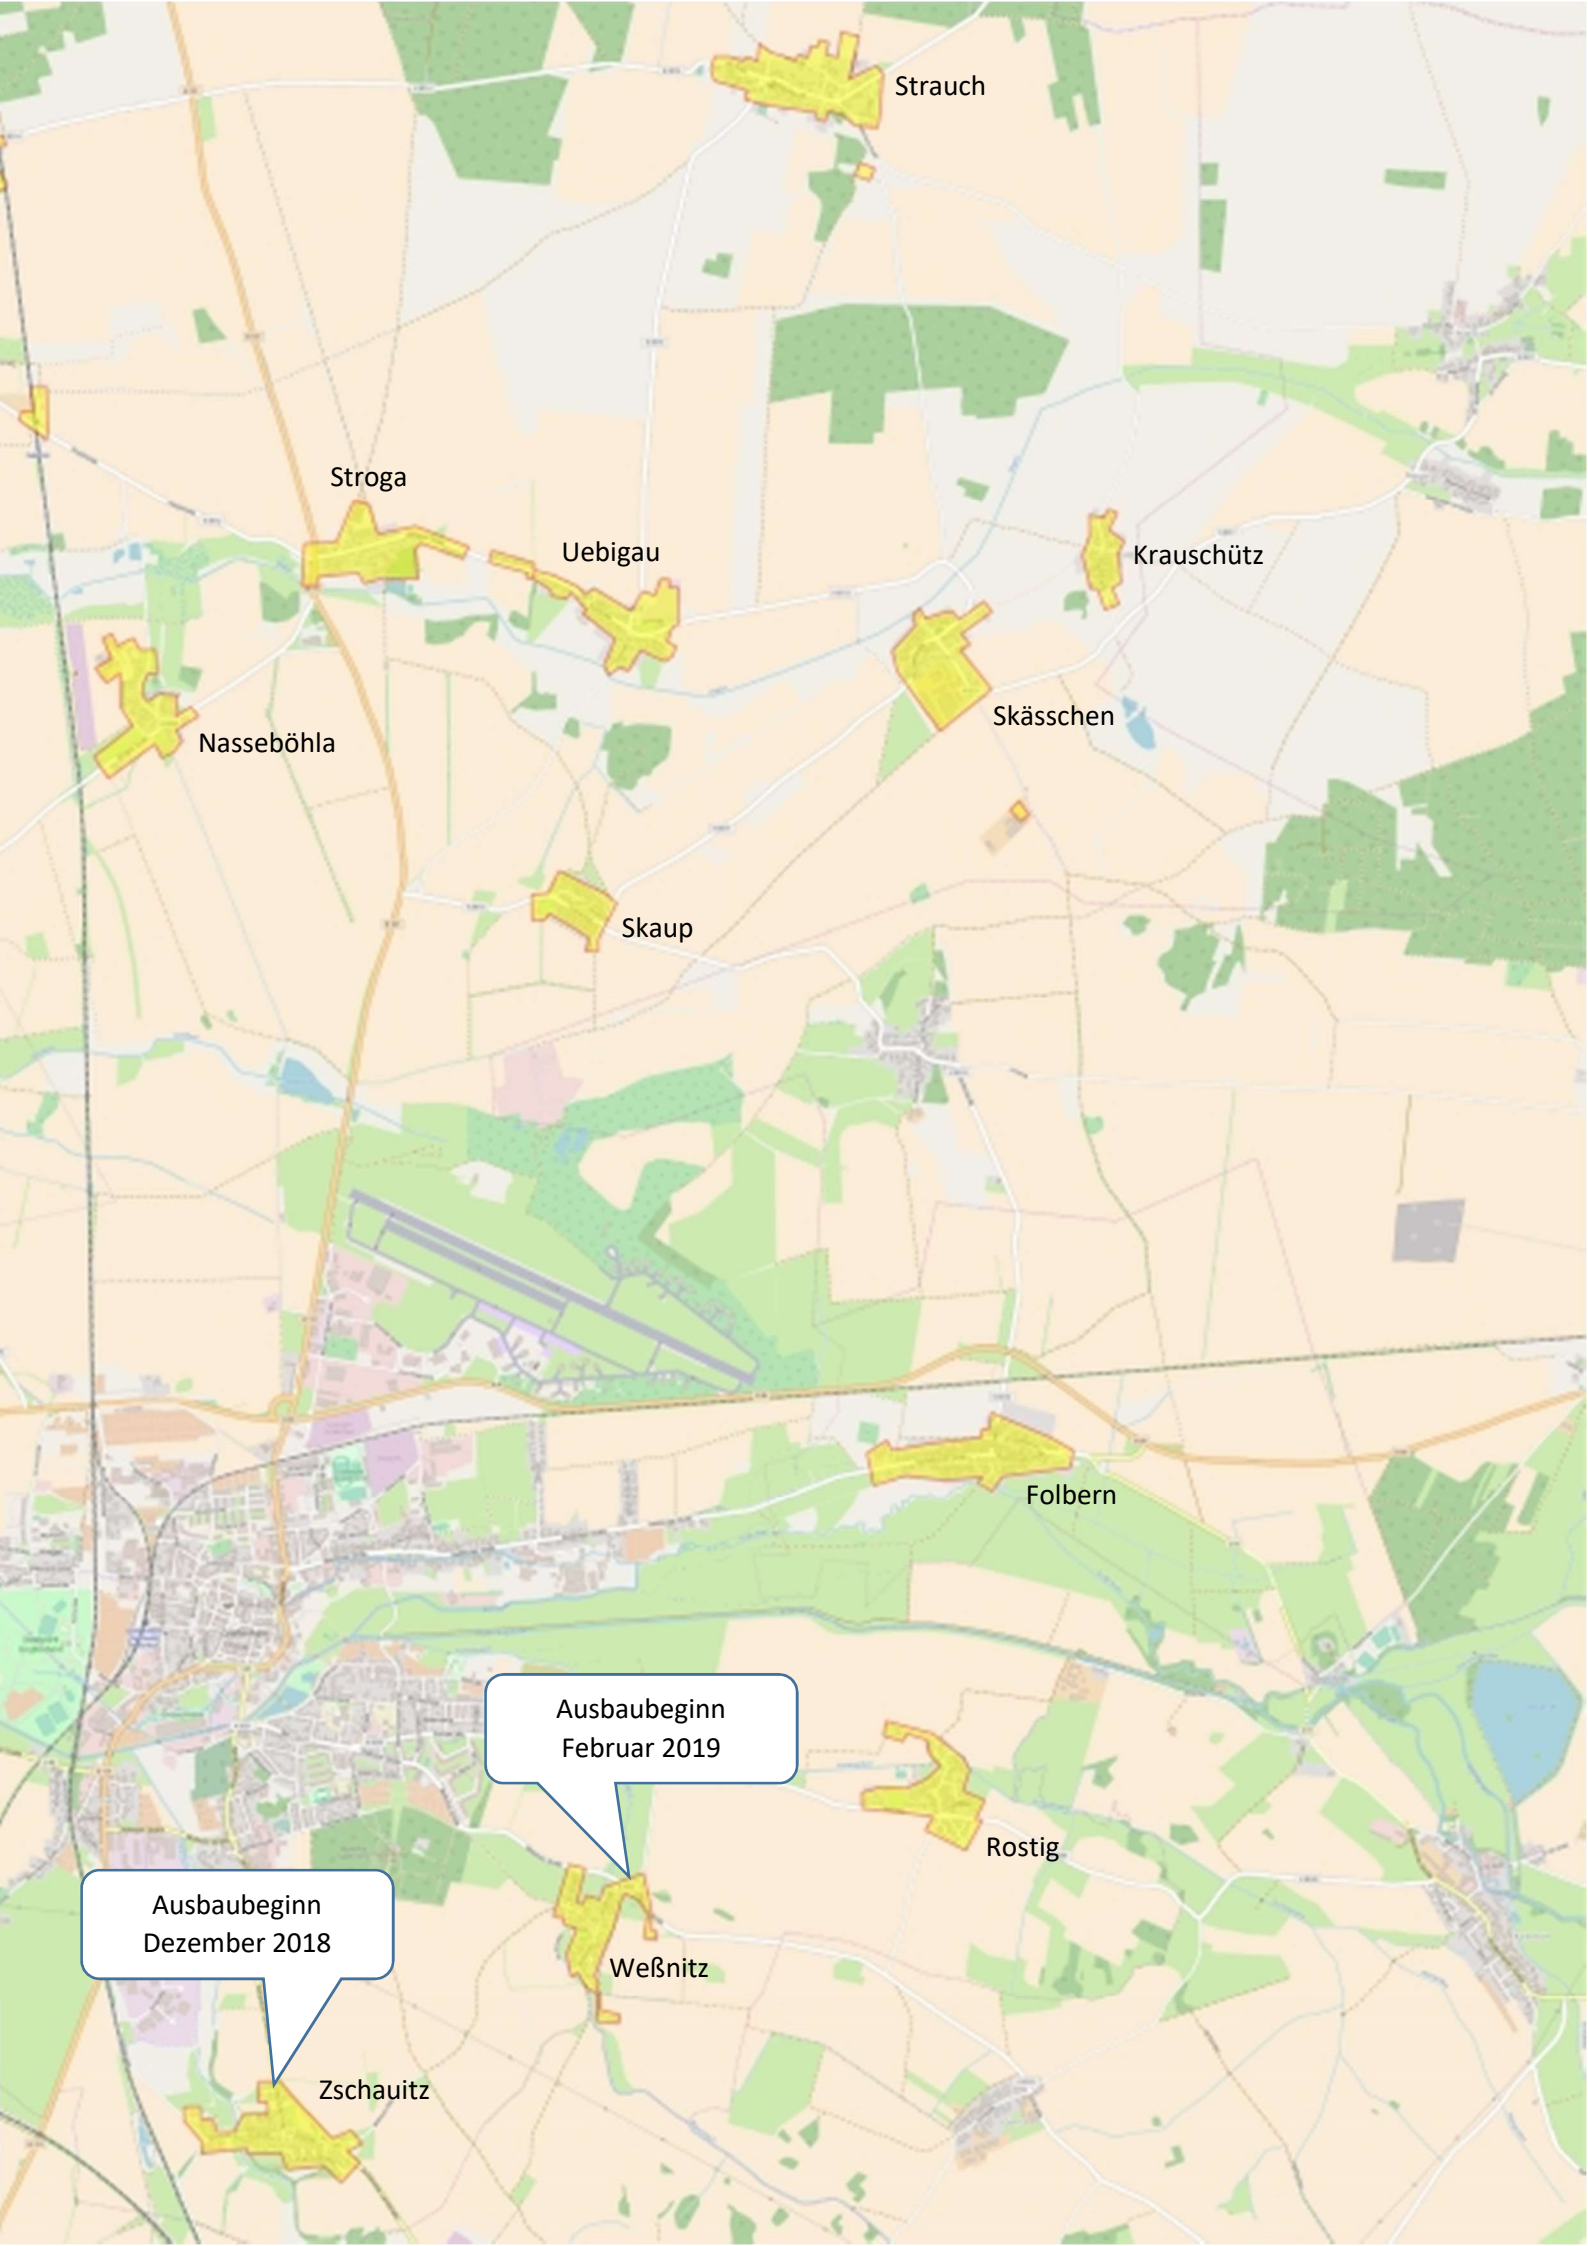 Strauch
Stroga
Uebigau
Krauschütz
Skässchen
Nasseböhla
Skaup
Folbern
Ausbaubeginn
Februar 2019
Rostig
Ausbaubeginn
Dezember 2018
Weßnitz
Zschauitz